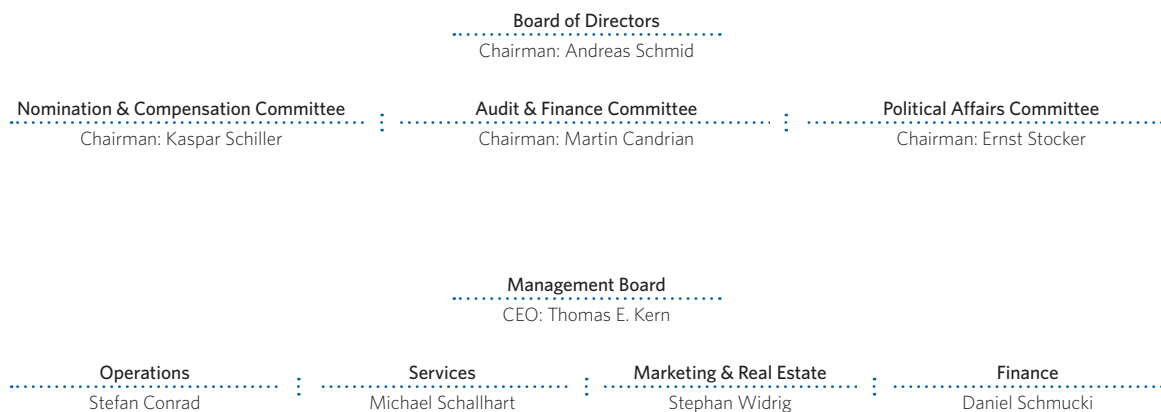 Board of Directors
Chairman: Andreas Schmid
Nomination & Compensation Committee
Chairman: Kaspar Schiller
Audit & Finance Committee
Chairman: Martin Candrian
Political Affairs Committee
Chairman: Ernst Stocker
Management Board
CEO: Thomas E. Kern
Operations
Stefan Conrad
Services
Michael Schallhart
Marketing & Real Estate
Stephan Widrig
Finance
Daniel Schmucki